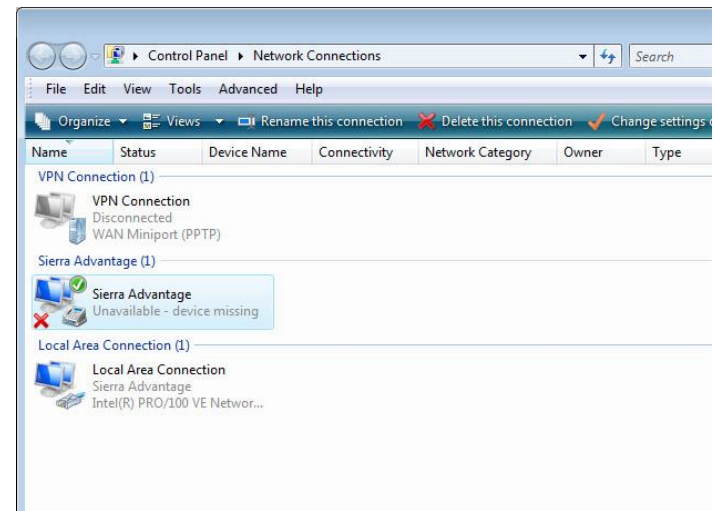 Control Panel Network Connections Search
File Edit View Tools Advanced Help
Organize Views Rename this connection Delete this connection Change settings
Name Status Device Name Connectivity Network Category Owner Type
VPN Connection (1)
VPN Connection
Disconnected
WAN Miniport (PPTP)
Sierra Advantage (1)
Sierra Advantage
Unavailable - device missing
Local Area Connection (1)
Local Area Connection
Sierra Advantage
Intel(R) PRO/100 VE Networ...